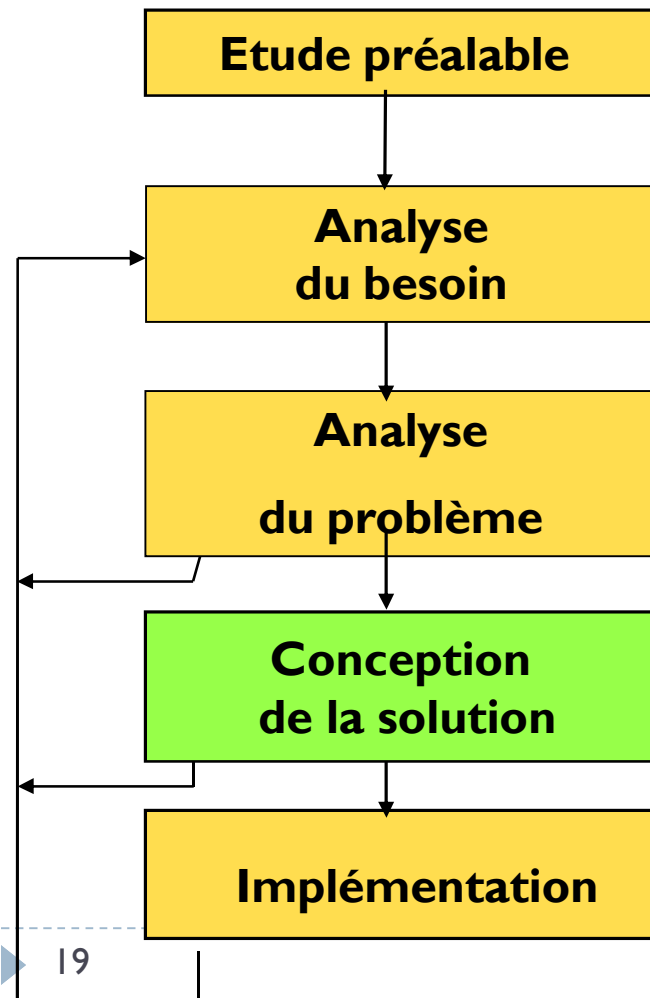 Etude préalable
Analyse
du besoin
Analyse
du problème
Conception
de la solution
Implémentation
19